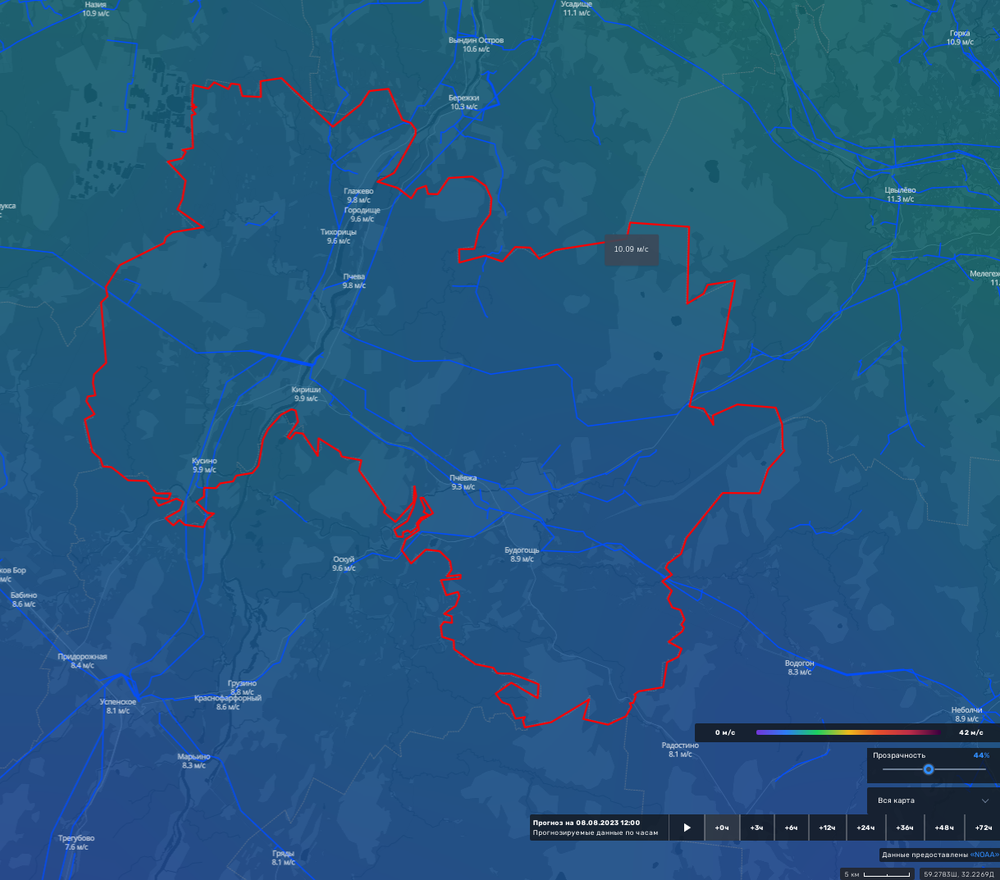 Назия
10.9 м/с
Усадище
11.1 м/с
Вындин Остров
10.6 м/с
Горка
10.9 м/с
Бережки
10.3 м/с
Глажево
9.8 м/с
Городище
9.6 м/с
Цвылёво
11.3 м/с
Тихорицы
9.6 м/с
10.09 м/с
Пчева
9.8 м/с
Мелегеж
11.
Кириши
9.9 м/с
Кусино
9.9 м/с
Пчёвжа
9.3 м/с
Будогощь
8.9 м/с
Оскуй
9.6 м/с
ков Бор
м/с
Бабино
8.6 м/с
Придорожная
8.4 м/с
Водогон
8.3 м/с
Грузино
8.8 м/с
Краснофарфорный
8.6 м/с
Успенское
8.1 м/с
Неболчи
8.9 м/с
0 м/с
42 м/с
Марьино
8.3 м/с
Радостино
8.1 м/с
Прозрачность
44%
Вся карта
Прогноз на 08.08.2023 12:00
Прогнозируемые данные по часам
+0ч
+3ч
+6ч
+12ч
+24ч
+36ч
+48ч
+72ч
Трегубово
7.6 м/с
Гряды
8.1 м/с
Данные предоставлены «NOAA»
5 км
59.2783Ш, 32.2269Д